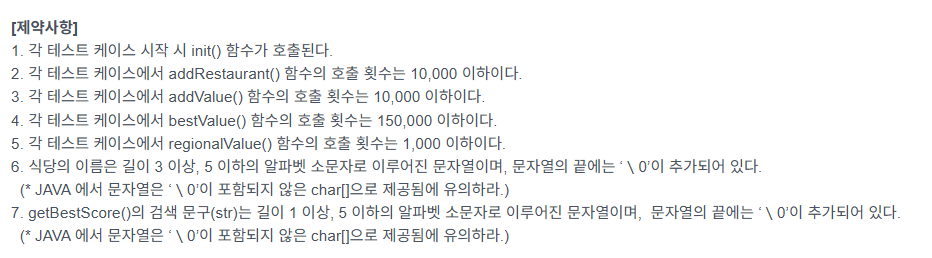 [제약사항]
1. 각 테스트 케이스 시작 시 init() 함수가 호출된다.
2. 각 테스트 케이스에서 addRestaurant() 함수의 호출 횟수는 10,000 이하이다.
3. 각 테스트 케이스에서 addValue() 함수의 호출 횟수는 10,000 이하이다.
4. 각 테스트 케이스에서 bestValue() 함수의 호출 횟수는 150,000 이하이다.
5. 각 테스트 케이스에서 regionalValue() 함수의 호출 횟수는 1,000 이하이다.
6. 식당의 이름은 길이 3 이상, 5 이하의 알파벳 소문자로 이루어진 문자열이며, 문자열의 끝에는 ‘ \ 0’이 추가되어 있다.
(* JAVA 에서 문자열은 ‘ \ 0’이 포함되지 않은 char[]으로 제공됨에 유의하라.)
7. getBestScore()의 검색 문구(str)는 길이 1 이상, 5 이하의 알파벳 소문자로 이루어진 문자열이며, 문자열의 끝에는 ‘ \ 0’이 추가되어 있다.
(* JAVA 에서 문자열은 ‘ \ 0’이 포함되지 않은 char[]으로 제공됨에 유의하라.)